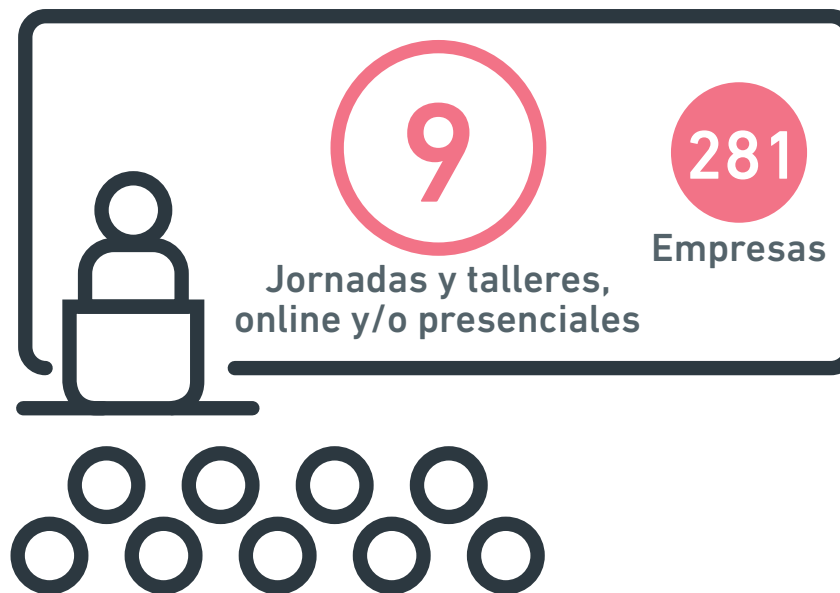 9
Jornadas y talleres,
online y/o presenciales
281
Empresas